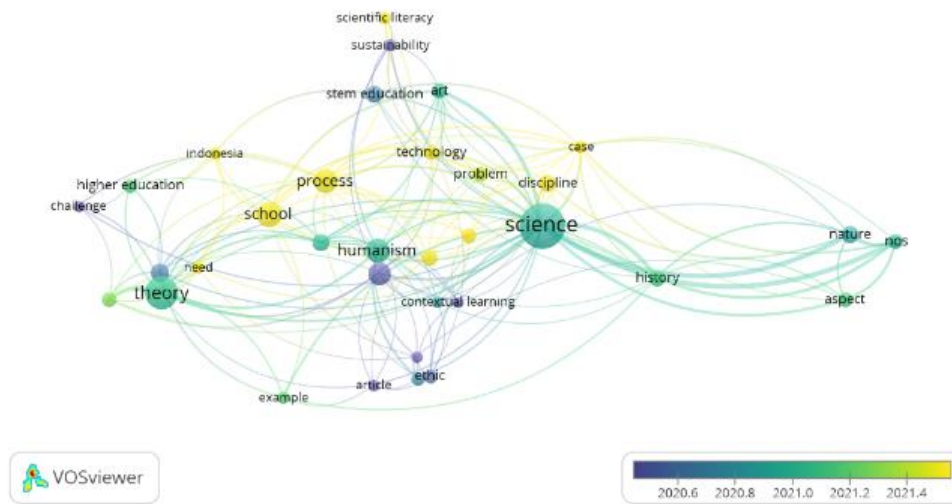 scientific literacy
sustainability
stem education
art
indonesia
technology
case
higher education
process
problem
discipline
challenge
school
science
humanism
nature
nos
need
theory
history
contextual learning
aspect
ethic
article
example
VOSviewer
2020.6 2020.8 2021.0 2021.2 2021.4